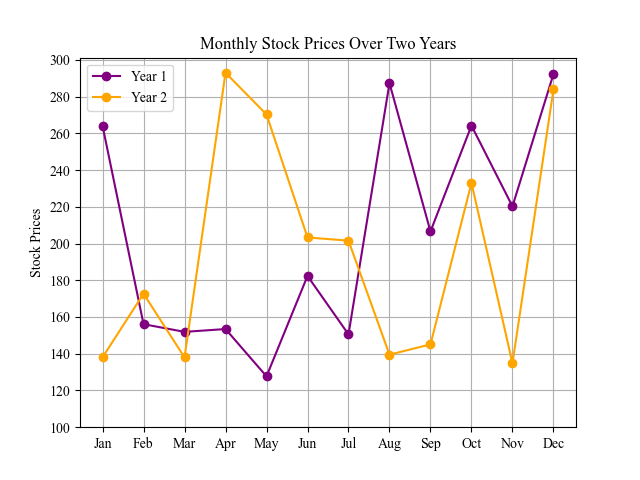 Monthly Stock Prices Over Two Years
Year 1
Year 2
Stock Prices
300
280
260
240
220
200
180
160
140
120
100
Jan Feb Mar Apr May Jun Jul Aug Sep Oct Nov Dec